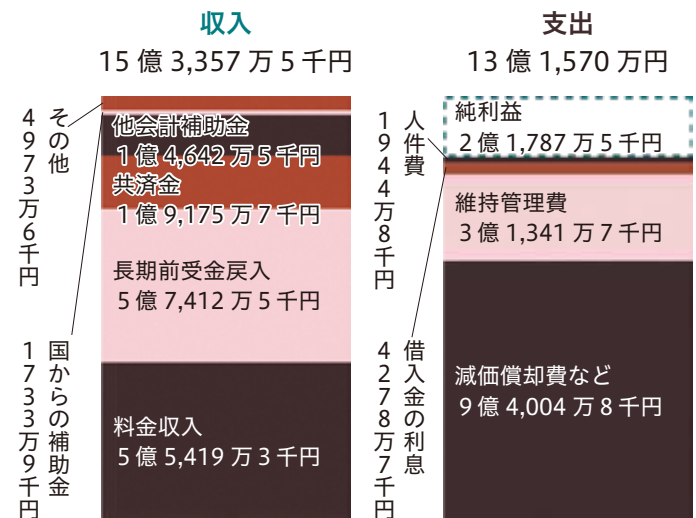 収入
15億3,357万5千円
その他
4973万6千円
他会計補助金
1億4,642万5千円
共済金
1億9,175万7千円
長期前受金戻入
5億7,412万5千円
国からの補助金
1733万9千円
料金収入
5億5,419万3千円
支出
13億1,570万円
人件費
1944万8千円
純利益
2億1,787万5千円
維持管理費
3億1,341万7千円
借入金の利息
4278万7千円
減価償却費など
9億4,004万8千円